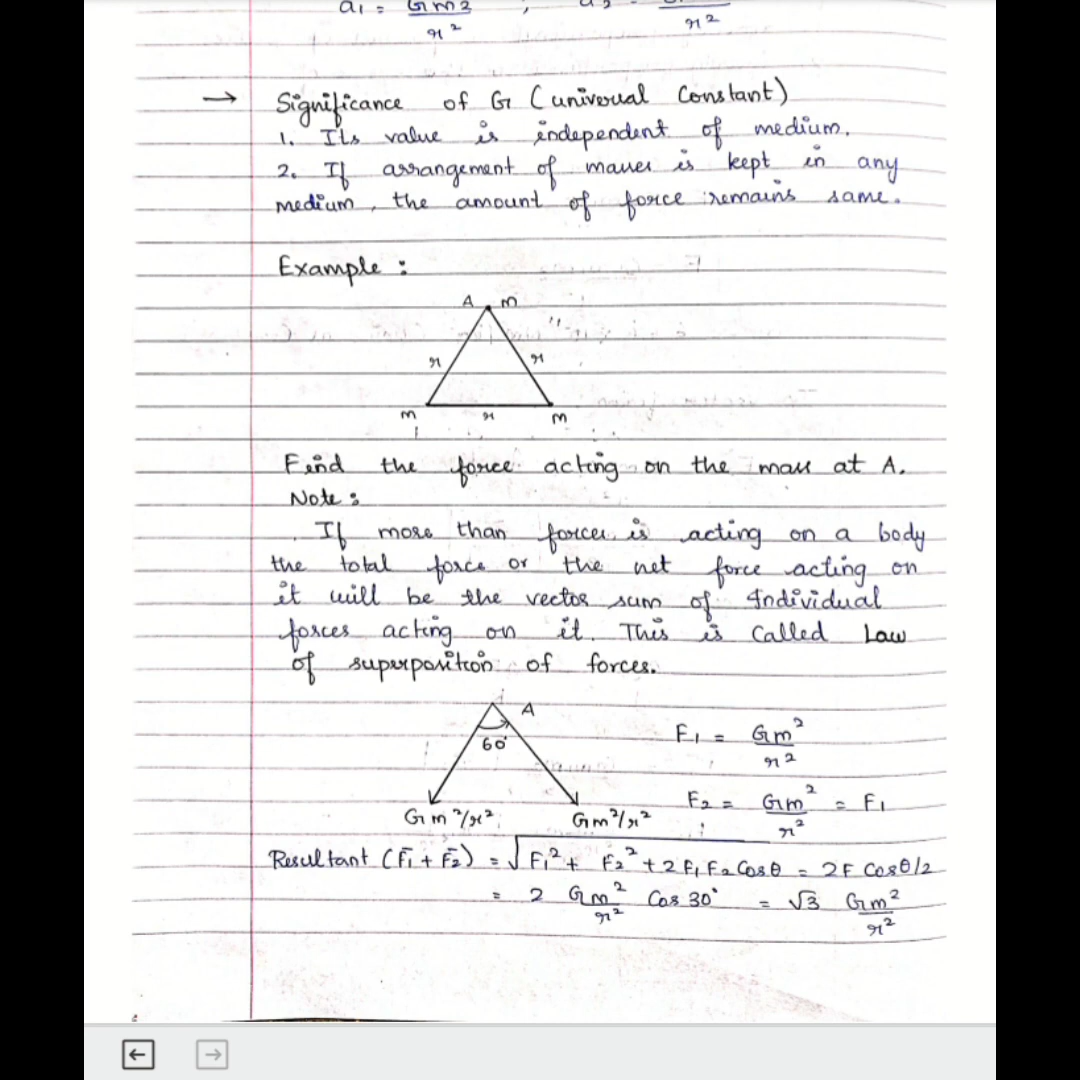 a₁ = Gm₂/r² , a₂ = /r²
→ Significance of G (universal Constant)
1. Its value is independent of medium.
2. If arrangement of masses is kept in any
medium, the amount of force remains same.
Example :
A m
r r
m r m
Find the force acting on the mass at A.
Note :
If more than forces is acting on a body
the total force or the net force acting on
it will be the vector sum of Individual
forces acting on it. This is Called Law
of superposition of forces.
A
60°
F₁ = Gm²/r²
F₂ = Gm²/r² = F₁
Gm²/r² Gm²/r²
Resultant (F̄₁ + F̄₂) = √F₁² + F₂² + 2F₁F₂Cosθ = 2F Cosθ/2
= 2 Gm²/r² Cos 30° = √3 Gm²/r²